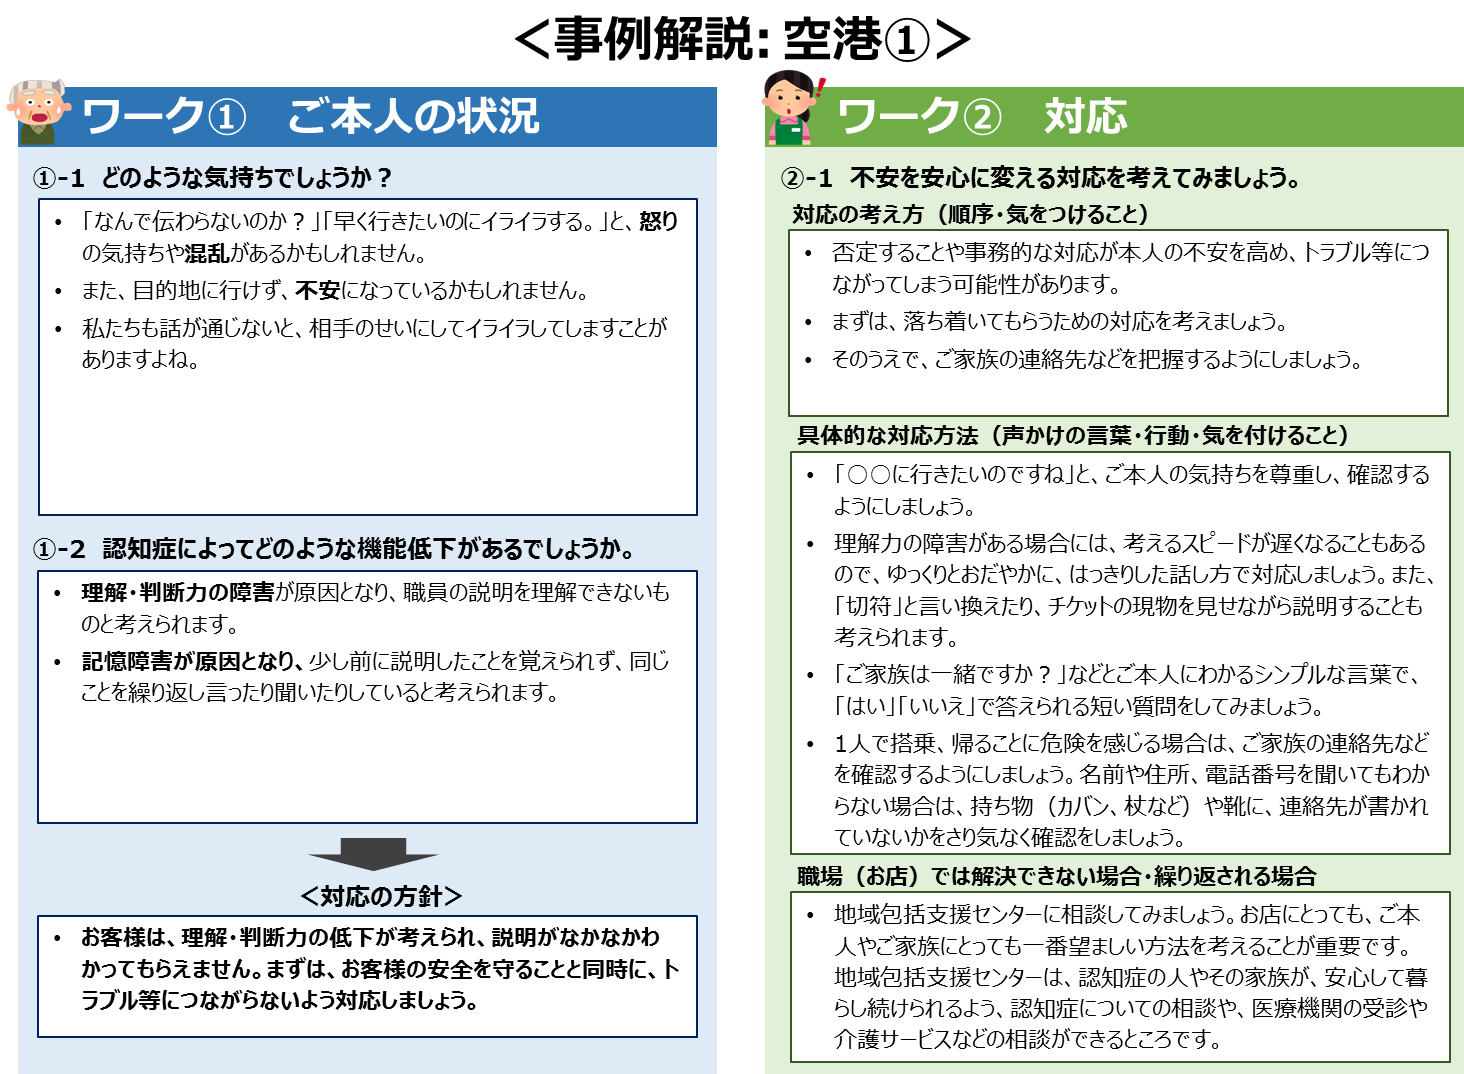 ＜事例解説：空港①＞
ワーク①　ご本人の状況
①-1 どのような気持ちでしょうか？
• 「なんで伝わらないのか？」「早く行きたいのにイライラする。」と、怒り
の気持ちや混乱があるかもしれません。
• また、目的地に行けず、不安になっているかもしれません。
• 私たちも話が通じないと、相手のせいにしてイライラしてしますことが
ありますよね。
①-2 認知症によってどのような機能低下があるでしょうか。
• 理解・判断力の障害が原因となり、職員の説明を理解できないも
のと考えられます。
• 記憶障害が原因となり、少し前に説明したことを覚えられず、同じ
ことを繰り返し言ったり聞いたりしていると考えられます。
＜対応の方針＞
• お客様は、理解・判断力の低下が考えられ、説明がなかなかわ
かってもらえません。まずは、お客様の安全を守ることと同時に、ト
ラブル等につながらないよう対応しましょう。
ワーク②　対応
②-1 不安を安心に変える対応を考えてみましょう。
対応の考え方（順序・気をつけること）
• 否定することや事務的な対応が本人の不安を高め、トラブル等につ
ながってしまう可能性があります。
• まずは、落ち着いてもらうための対応を考えましょう。
• そのうえで、ご家族の連絡先などを把握するようにしましょう。
具体的な対応方法（声かけの言葉・行動・気を付けること）
• 「○○に行きたいのですね」と、ご本人の気持ちを尊重し、確認する
ようにしましょう。
• 理解力の障害がある場合には、考えるスピードが遅くなることもある
ので、ゆっくりとおだやかに、はっきりした話し方で対応しましょう。また、
「切符」と言い換えたり、チケットの現物を見せながら説明することも
考えられます。
• 「ご家族は一緒ですか？」などとご本人にわかるシンプルな言葉で、
「はい」「いいえ」で答えられる短い質問をしてみましょう。
• 1人で搭乗、帰ることに危険を感じる場合は、ご家族の連絡先など
を確認するようにしましょう。名前や住所、電話番号を聞いてもわか
らない場合は、持ち物（カバン、杖など）や靴に、連絡先が書かれ
ていないかをさり気なく確認をしましょう。
職場（お店）では解決できない場合・繰り返される場合
• 地域包括支援センターに相談してみましょう。お店にとっても、ご本
人やご家族にとっても一番望ましい方法を考えることが重要です。
地域包括支援センターは、認知症の人やその家族が、安心して暮
らし続けられるよう、認知症についての相談や、医療機関の受診や
介護サービスなどの相談ができるところです。